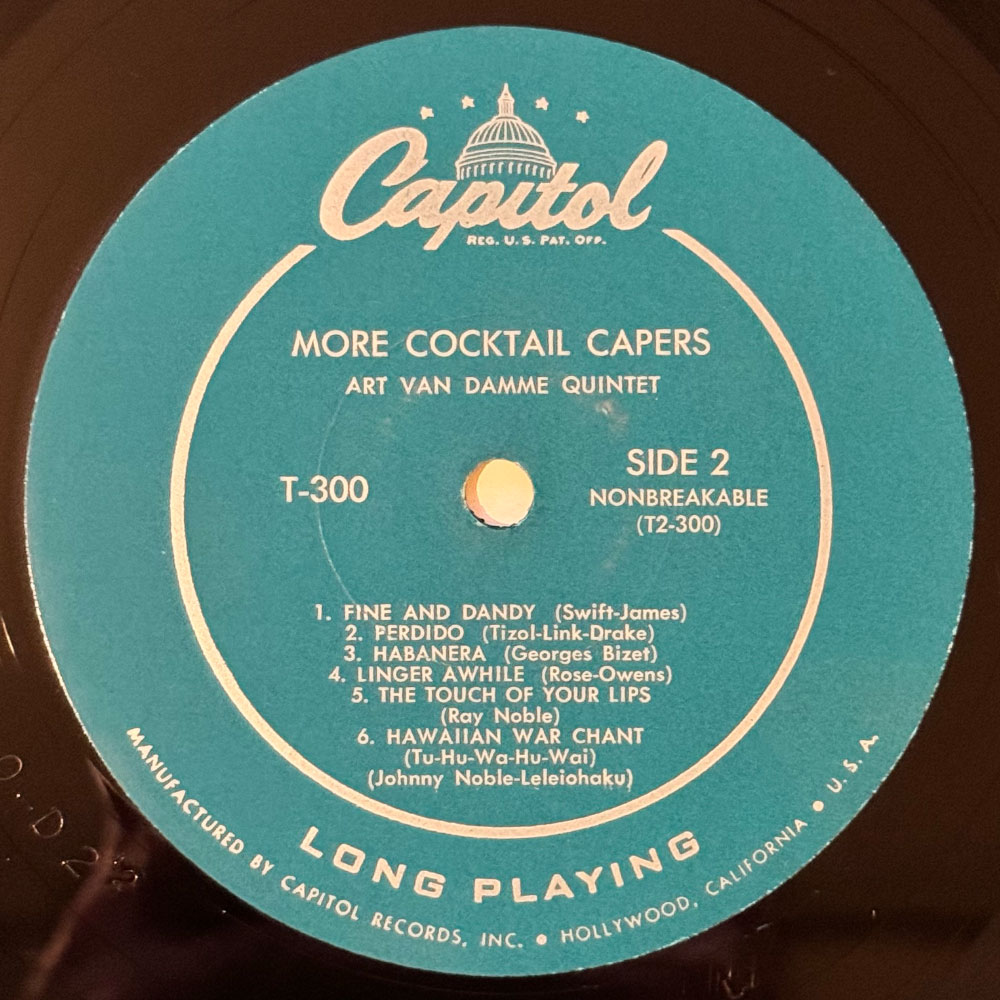 Capitol
REG. U. S. PAT. OFF.
MORE COCKTAIL CAPERS
ART VAN DAMME QUINTET
T-300
SIDE 2
NONBREAKABLE
(T2-300)
1. FINE AND DANDY (Swift-James)
2. PERDIDO (Tizol-Link-Drake)
3. HABANERA (Georges Bizet)
4. LINGER AWHILE (Rose-Owens)
5. THE TOUCH OF YOUR LIPS
(Ray Noble)
6. HAWAIIAN WAR CHANT
(Tu-Hu-Wa-Hu-Wai)
(Johnny Noble-Leleiohaku)
LONG PLAYING
MANUFACTURED BY CAPITOL RECORDS, INC. • HOLLYWOOD, CALIFORNIA • U. S. A.